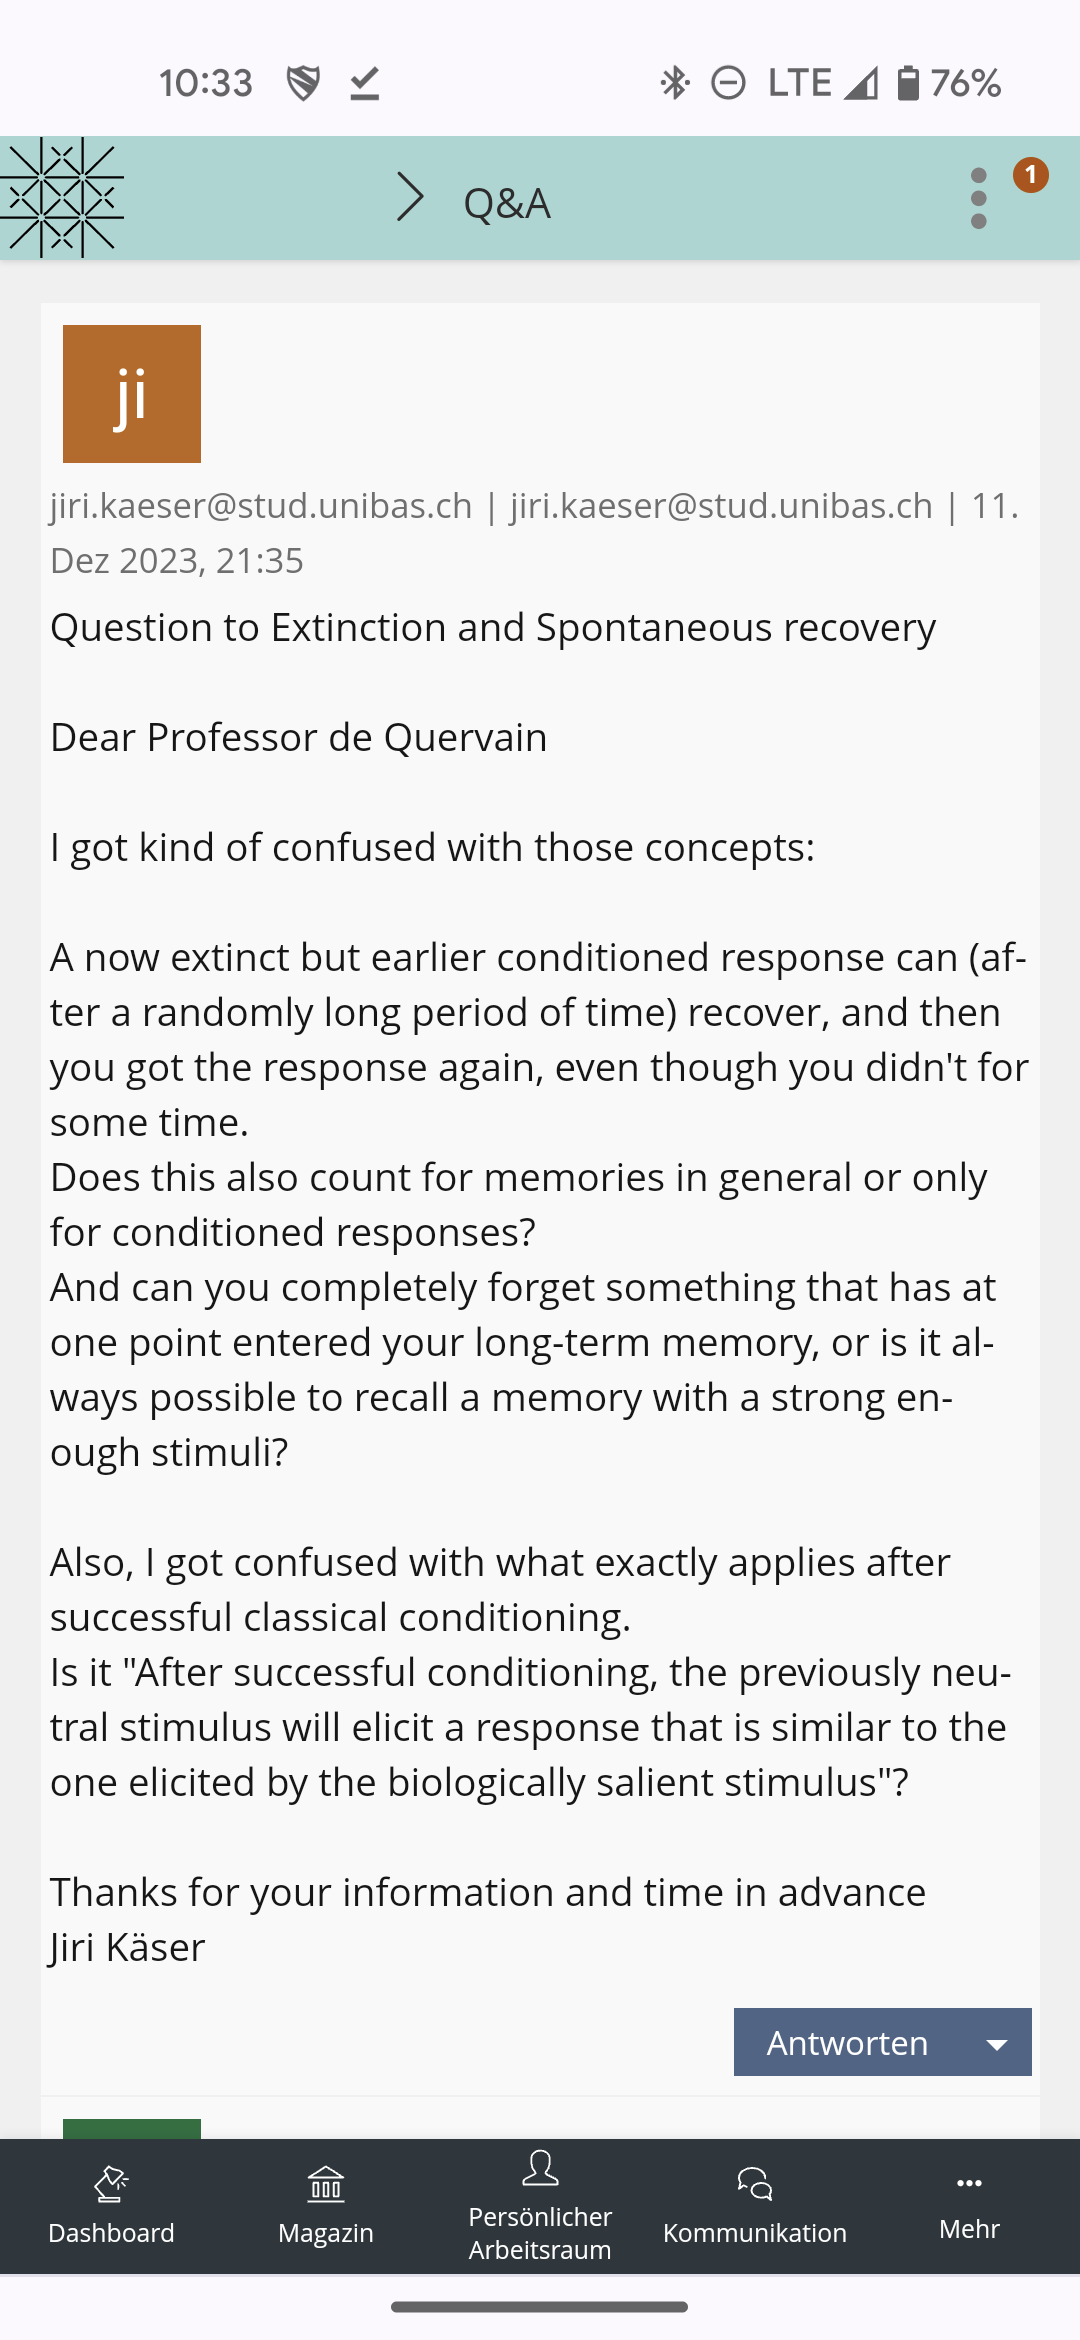 10:33
LTE
76%
Q&A
1
ji
jiri.kaeser@stud.unibas.ch | jiri.kaeser@stud.unibas.ch | 11.
Dez 2023, 21:35
Question to Extinction and Spontaneous recovery
Dear Professor de Quervain
I got kind of confused with those concepts:
A now extinct but earlier conditioned response can (af-
ter a randomly long period of time) recover, and then
you got the response again, even though you didn't for
some time.
Does this also count for memories in general or only
for conditioned responses?
And can you completely forget something that has at
one point entered your long-term memory, or is it al-
ways possible to recall a memory with a strong en-
ough stimuli?
Also, I got confused with what exactly applies after
successful classical conditioning.
Is it "After successful conditioning, the previously neu-
tral stimulus will elicit a response that is similar to the
one elicited by the biologically salient stimulus"?
Thanks for your information and time in advance
Jiri Käser
Antworten
Dashboard
Magazin
Persönlicher
Arbeitsraum
Kommunikation
Mehr